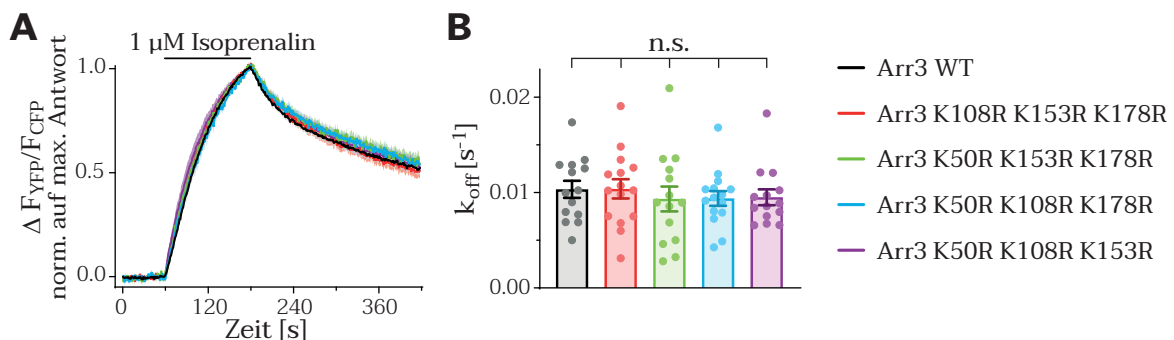 A
1 µM Isoprenalin
Δ F_YFP/F_CFP
norm. auf max. Antwort
1.0
0.5
0.0
0
120
240
360
Zeit [s]
B
n.s.
k_off [s⁻¹]
0.02
0.01
0.00
Arr3 WT
Arr3 K108R K153R K178R
Arr3 K50R K153R K178R
Arr3 K50R K108R K178R
Arr3 K50R K108R K153R